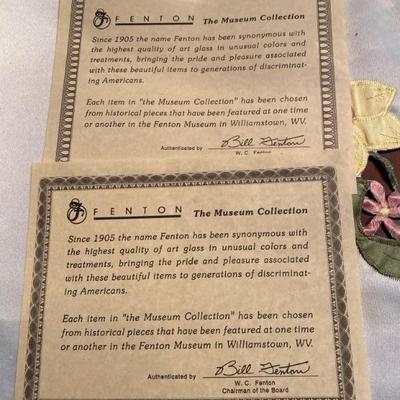 FENTON The Museum Collection
Since 1905 the name Fenton has been synonymous with
the highest quality of art glass in unusual colors and
treatments, bringing the pride and pleasure associated
with these beautiful items to generations of discriminat-
ing Americans.
Each item in "the Museum Collection" has been chosen
from historical pieces that have been featured at one time
or another in the Fenton Museum in Williamstown, WV.
Authenticated by Bill Fenton
W. C. Fenton
FENTON The Museum Collection
Since 1905 the name Fenton has been synonymous with
the highest quality of art glass in unusual colors and
treatments, bringing the pride and pleasure associated
with these beautiful items to generations of discriminat-
ing Americans.
Each item in "the Museum Collection" has been chosen
from historical pieces that have been featured at one time
or another in the Fenton Museum in Williamstown, WV.
Authenticated by Bill Fenton
W. C. Fenton
Chairman of the Board